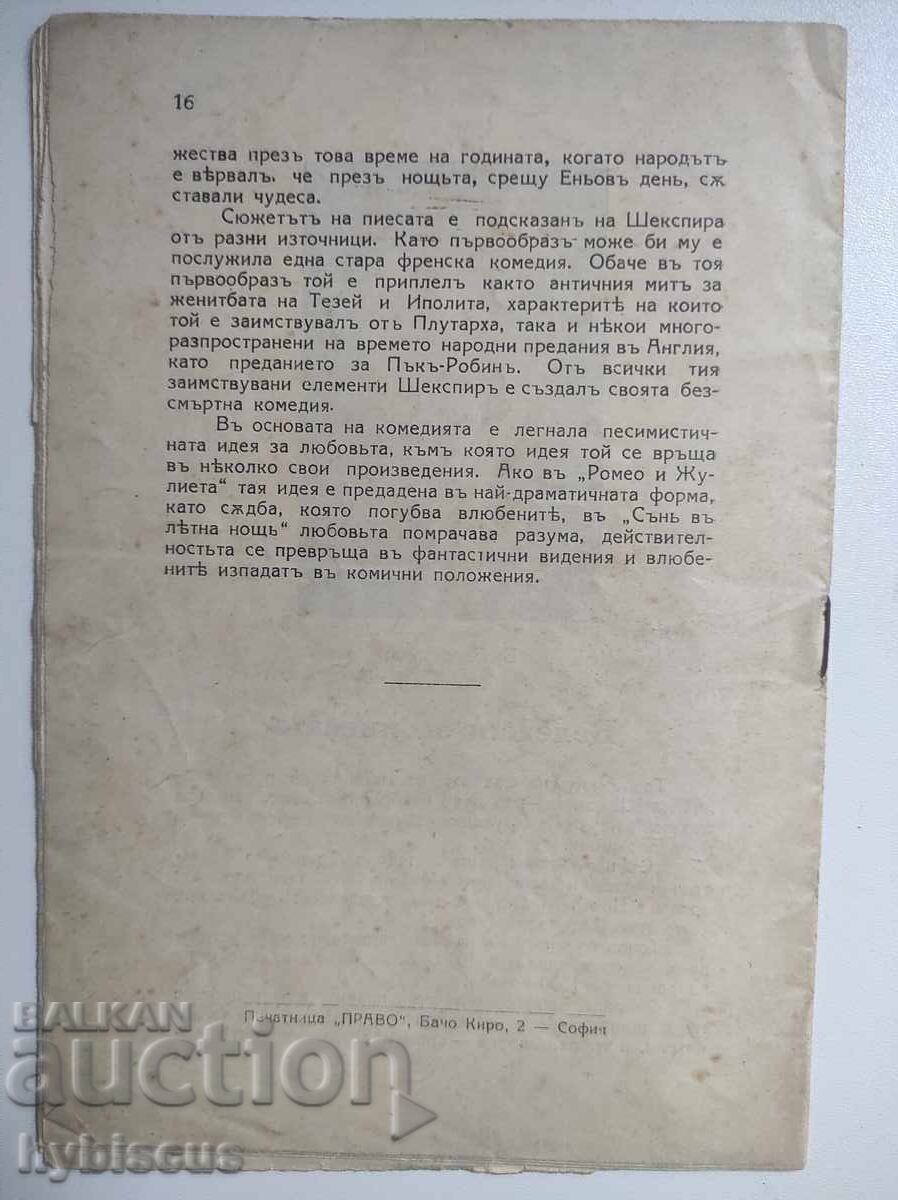 16
жества презъ това време на годината, когато народътъ
е вѣрвалъ. че презъ нощьта, срещу Еньовъ день, сѫ
ставали чудеса.
Сюжетътъ на пиесата е подсказанъ на Шекспира
отъ разни източници. Като първообразъ може би му е
послужила една стара френска комедия. Обаче въ тоя
първообразъ той е приплелъ както античния митъ за
женитбата на Тезей и Иполита, характеритѣ на които
той е заимствувалъ отъ Плутарха, така и нѣкои много-
разпространени на времето народни предания въ Англия,
като преданието за Пъкъ-Робинъ. Отъ всички тия
заимствувани елементи Шекспиръ е създалъ своята без-
смъртна комедия.
Въ основата на комедията е легнала песимистич-
ната идея за любовьта, къмъ която идея той се връща
въ нѣколко свои произведения. Ако въ „Ромео и Жу-
лиета“ тая идея е предадена въ най-драматичната форма,
като сѫдба, която погубва влюбенитѣ, въ „Сънь въ
лѣтна нощь“ любовьта помрачава разума, действител-
ностьта се превръща въ фантастични видения и влюбе-
нитѣ изпадатъ въ комични положения.
Печатница „ПРАВО“, Бачо Киро, 2 — София
BALKAN
auction
hybiscus